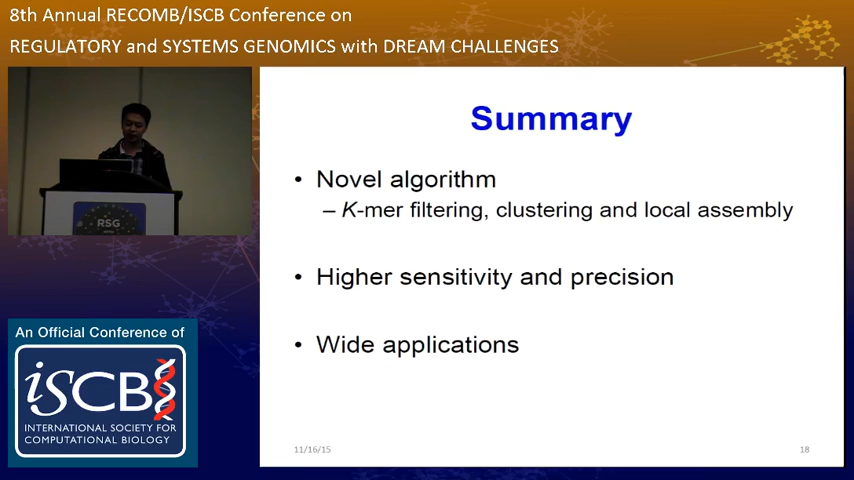 8th Annual RECOMB/ISCB Conference on
REGULATORY and SYSTEMS GENOMICS with DREAM CHALLENGES
RSG
An Official Conference of
iSCB
INTERNATIONAL SOCIETY FOR
COMPUTATIONAL BIOLOGY
Summary
• Novel algorithm
– K-mer filtering, clustering and local assembly
• Higher sensitivity and precision
• Wide applications
11/16/15
18